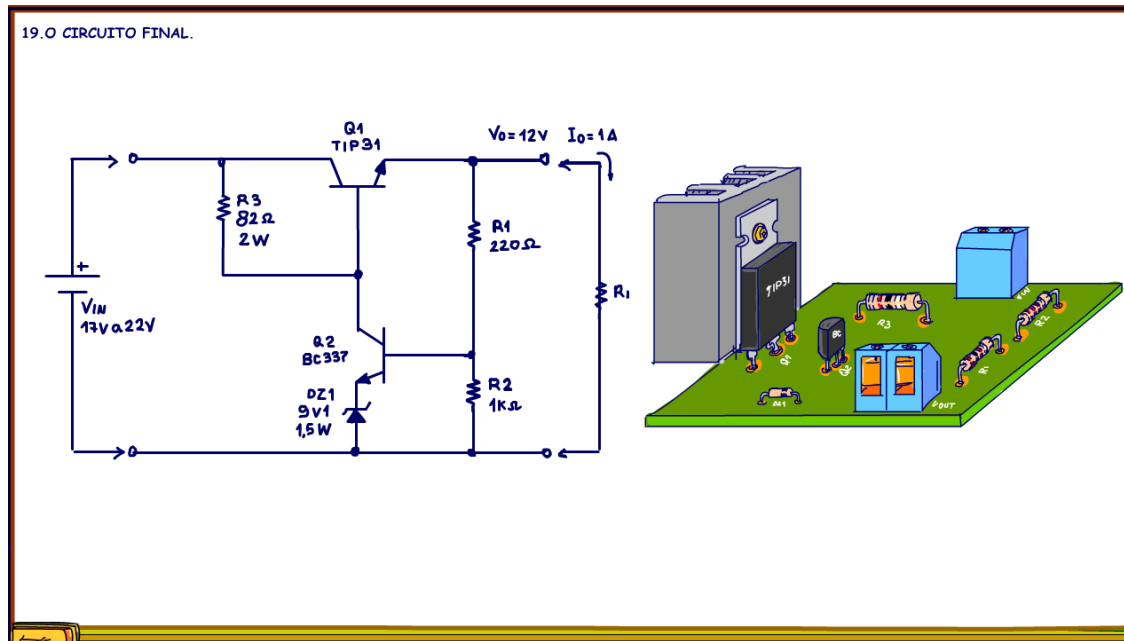 19.O CIRCUITO FINAL.
Q1
TIP31
Vo=12V
Io=1A
R3
82Ω
2W
R1
220Ω
+
VIN
17V a 22V
Q2
BC337
R1
DZ1
9V1
1,5W
R2
1KΩ
TIP31
Q1
BC
Q2
R3
VIN
R2
R1
DZ1
VOUT